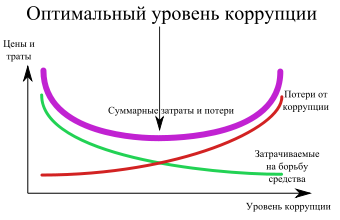 Оптимальный уровень коррупции
Цены и
траты
Суммарные затраты и потери
Потери от
коррупции
Затрачиваемые
на борьбу
средства
Уровень коррупции